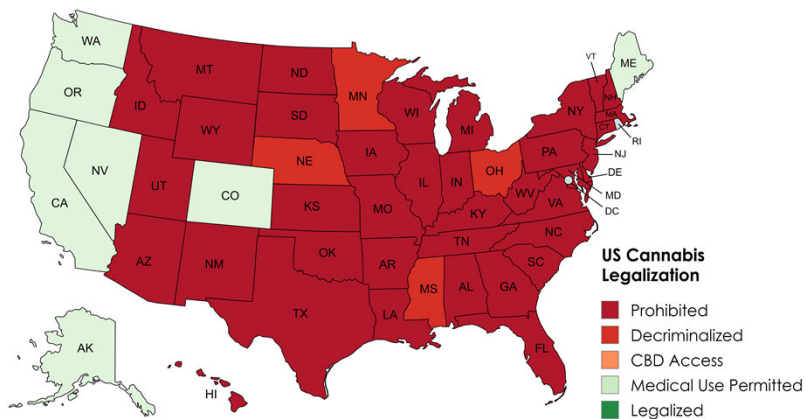 WA
ME
VT
MT
ND
MN
OR
ID
WI
NH
SD
NY
MA
WY
MI
CT
RI
IA
PA
NJ
NE
NV
OH
DE
UT
IL
IN
CO
MD
CA
WV
VA
KS
MO
DC
KY
NC
TN
OK
AZ
NM
AR
SC
MS
AL
GA
TX
LA
FL
AK
HI
US Cannabis
Legalization
Prohibited
Decriminalized
CBD Access
Medical Use Permitted
Legalized